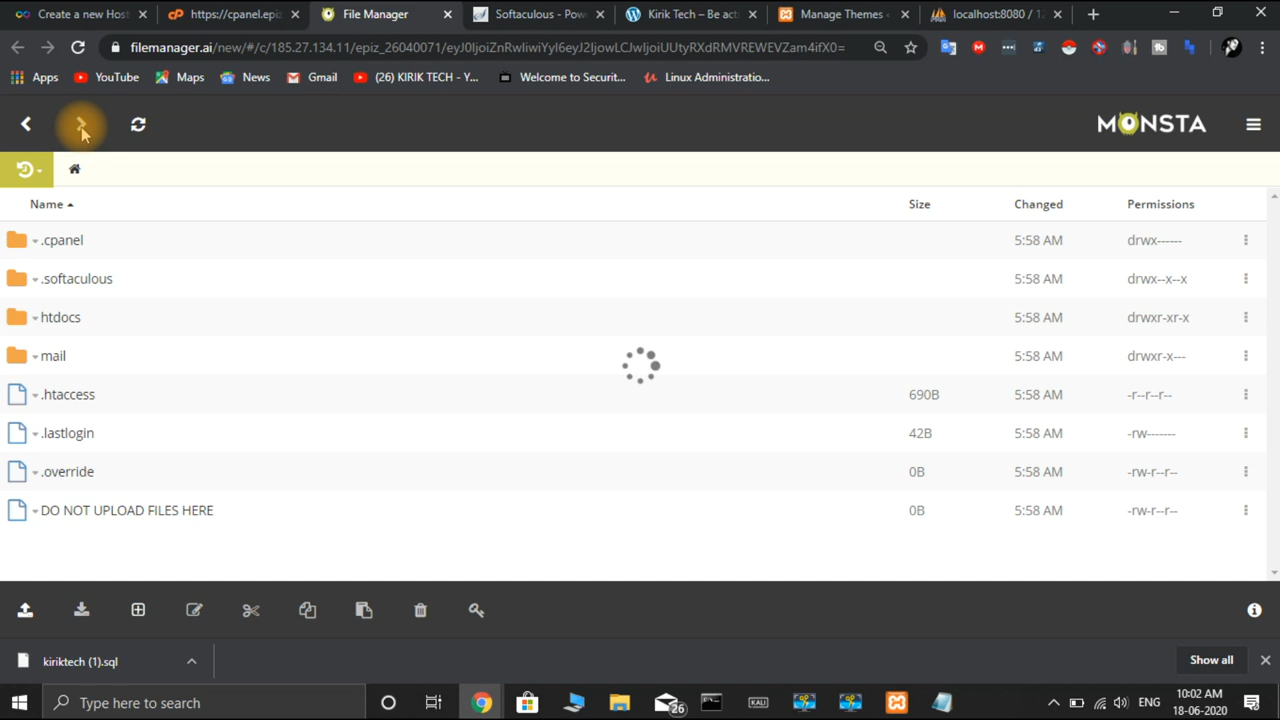 Create a new Host
https://cpanel.epiz
File Manager
Softaculous - Pow
Kirik Tech – Be act
Manage Themes
localhost:8080 / 12
filemanager.ai/new/#/c/185.27.134.11/epiz_26040071/
Apps
YouTube
Maps
News
Gmail
(26) KIRIK TECH - Y...
Welcome to Securit...
Linux Administratio...
MONSTA
Name
Size
Changed
Permissions
.cpanel
5:58 AM
drwx------
.softaculous
5:58 AM
drwx--x--x
htdocs
5:58 AM
drwxr-xr-x
mail
5:58 AM
drwxr-x---
.htaccess
690B
5:58 AM
-r--r--r--
.lastlogin
42B
5:58 AM
-rw-------
.override
0B
5:58 AM
-rw-r--r--
DO NOT UPLOAD FILES HERE
0B
5:58 AM
-rw-r--r--
kiriktech (1).sql
Show all
Type here to search
26
KALI
ENG
10:02 AM
18-06-2020